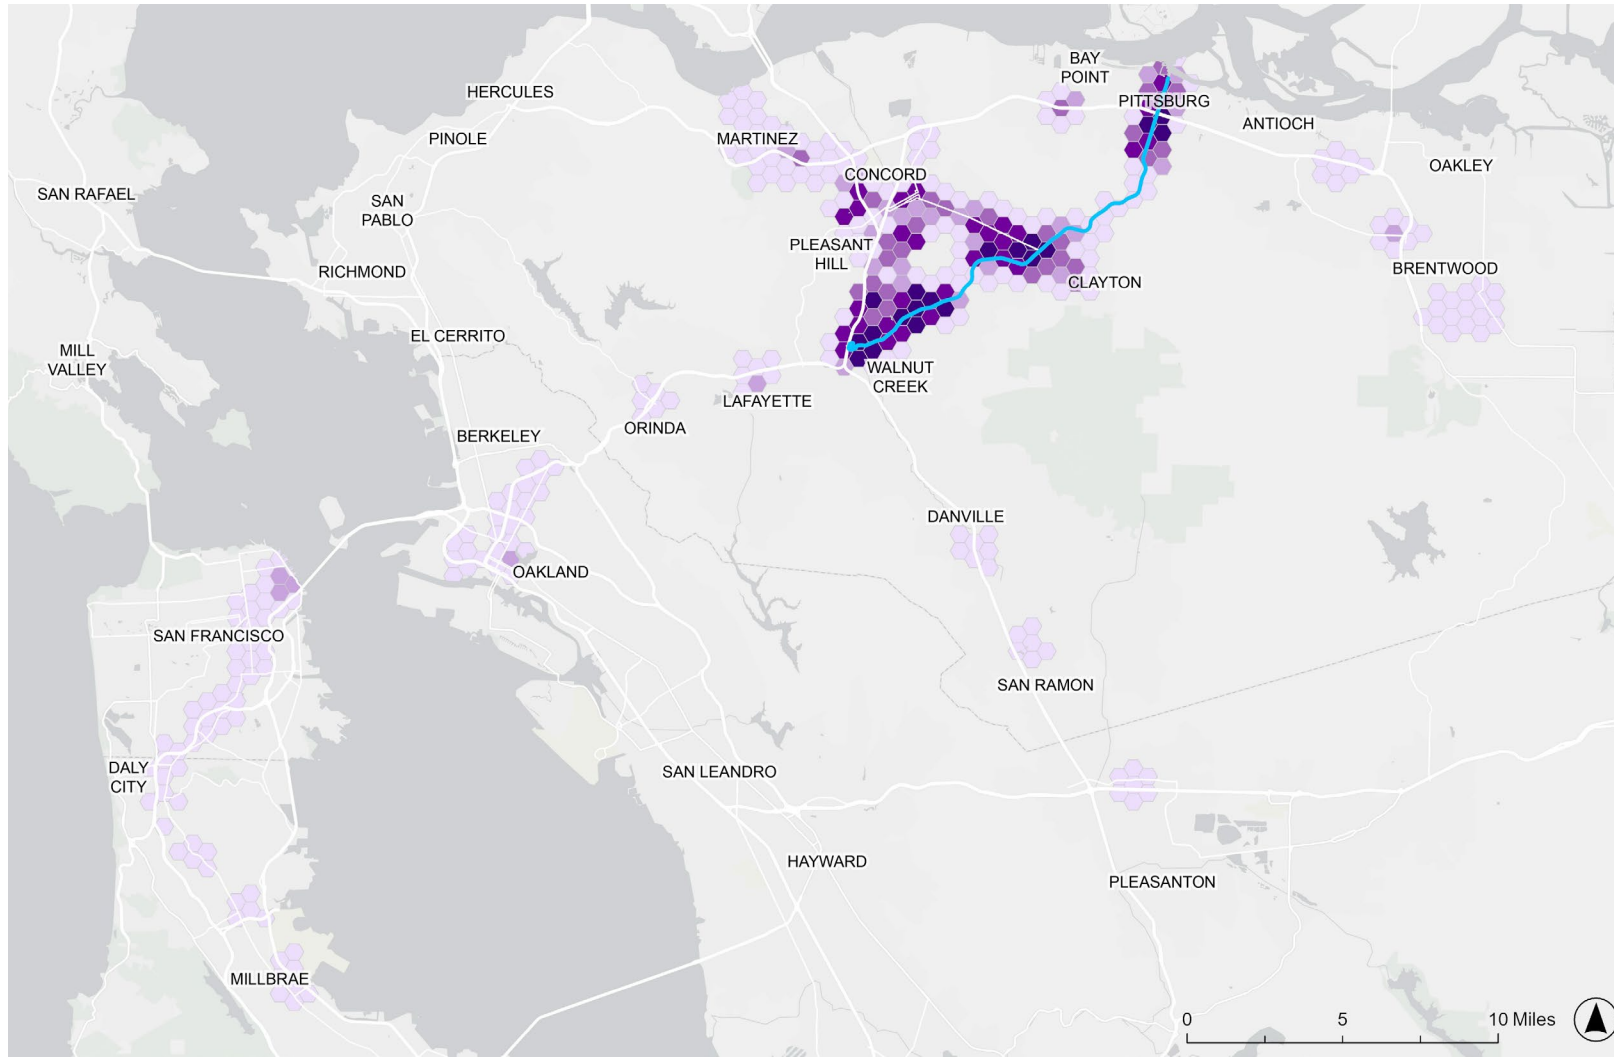 BAY
POINT
HERCULES
PITTSBURG
ANTIOCH
PINOLE
MARTINEZ
OAKLEY
CONCORD
SAN RAFAEL
SAN
PABLO
PLEASANT
HILL
RICHMOND
BRENTWOOD
CLAYTON
EL CERRITO
MILL
VALLEY
WALNUT
CREEK
LAFAYETTE
ORINDA
BERKELEY
DANVILLE
OAKLAND
SAN FRANCISCO
SAN RAMON
DALY
CITY
SAN LEANDRO
HAYWARD
PLEASANTON
MILLBRAE
0 5 10 Miles